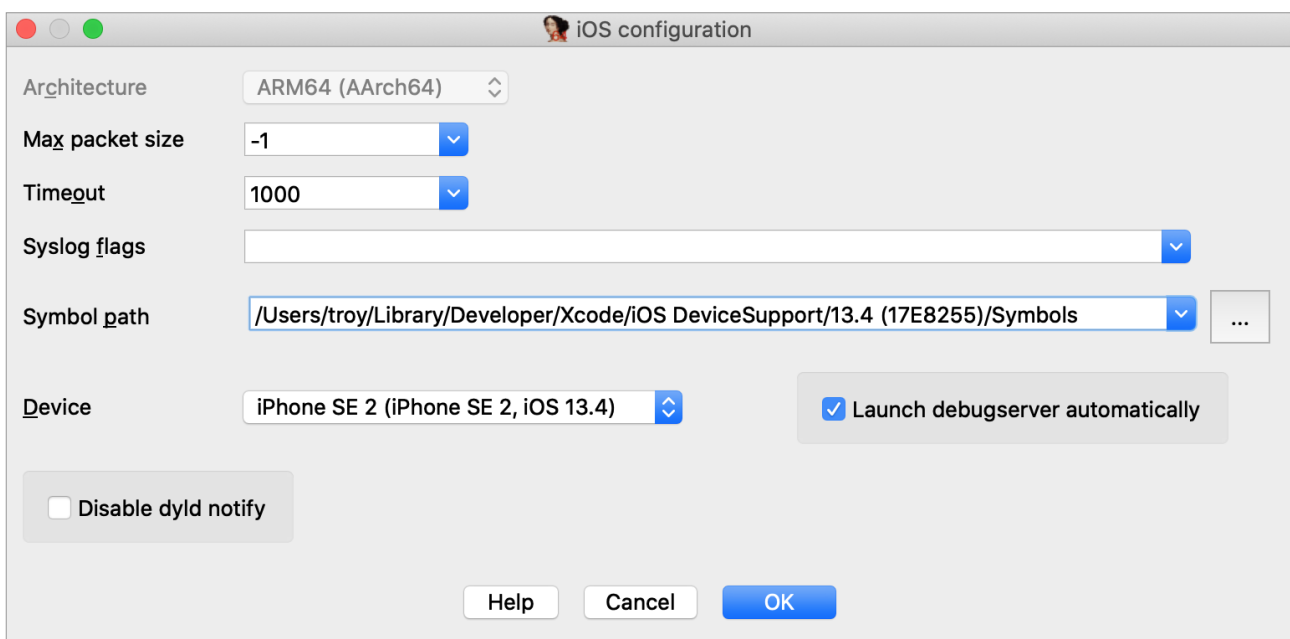 iOS configuration
Architecture ARM64 (AArch64)
Max packet size -1
Timeout 1000
Syslog flags
Symbol path /Users/troy/Library/Developer/Xcode/iOS DeviceSupport/13.4 (17E8255)/Symbols ...
Device iPhone SE 2 (iPhone SE 2, iOS 13.4) Launch debugserver automatically
Disable dyld notify
Help Cancel OK